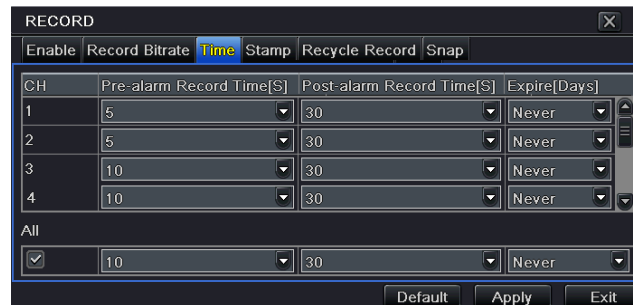 RECORD
Enable Record Bitrate Time Stamp Recycle Record Snap
CH Pre-alarm Record Time[S] Post-alarm Record Time[S] Expire[Days]
1 5 30 Never
2 5 30 Never
3 10 30 Never
4 10 30 Never
All
10 30 Never
Default Apply Exit